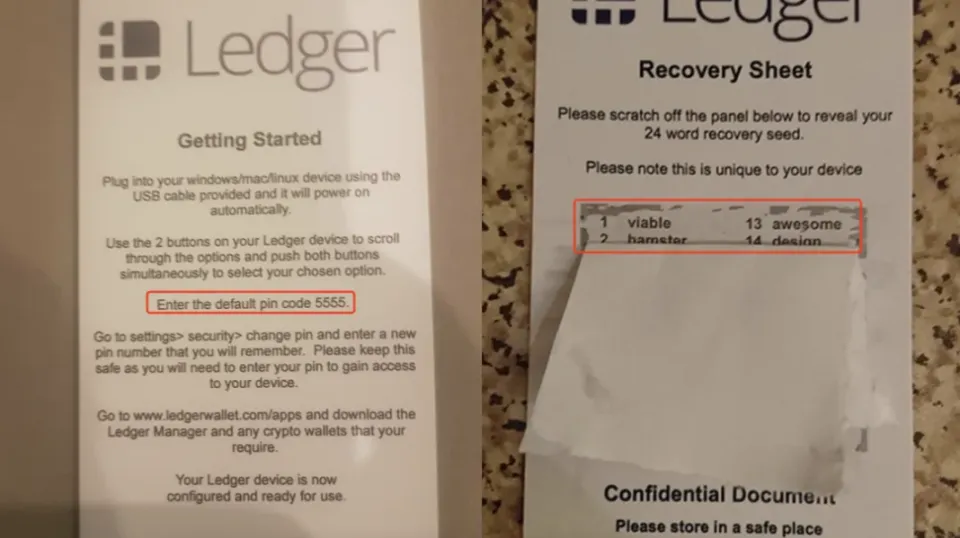 Ledger
Getting Started
Plug into your windows/mac/linux device using the
USB cable provided and it will power on
automatically.
Use the 2 buttons on your Ledger device to scroll
through the options and push both buttons
simultaneously to select your chosen option.
Enter the default pin code 5555.
Go to settings> security> change pin and enter a new
pin number that you will remember. Please keep this
safe as you will need to enter your pin to gain access
to your device.
Go to www.ledgerwallet.com/apps and download the
Ledger Manager and any crypto wallets that your
require.
Your Ledger device is now
configured and ready for use.
Ledger
Recovery Sheet
Please scratch off the panel below to reveal your
24 word recovery seed.
Please note this is unique to your device
1 viable 13 awesome
2 hamster 14 design
Confidential Document
Please store in a safe place